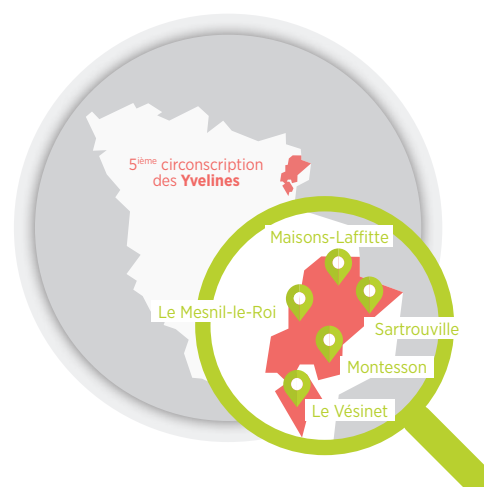 5ième circonscription
des Yvelines
Maisons-Laffitte
Le Mesnil-le-Roi
Sartrouville
Montesson
Le Vésinet